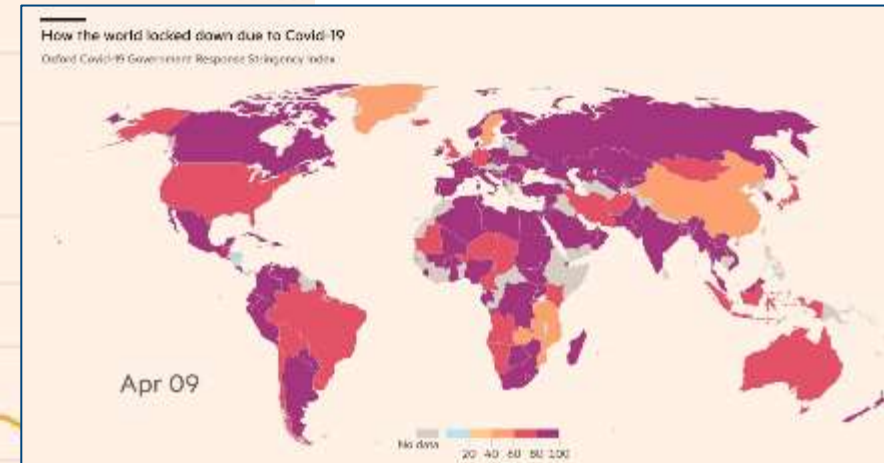 How the world locked down due to Covid-19
Oxford Covid-19 Government Response Stringency Index
Apr 09
No data
20 40 60 80 100